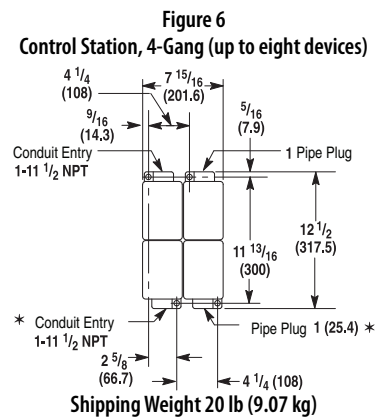 Figure 6
Control Station, 4-Gang (up to eight devices)
4 1/4
(108)
7 15/16
(201.6)
9/16
(14.3)
5/16
(7.9)
Conduit Entry
1-11 1/2 NPT
1 Pipe Plug
12 1/2
(317.5)
11 13/16
(300)
* Conduit Entry
1-11 1/2 NPT
Pipe Plug 1 (25.4) *
2 5/8
(66.7)
4 1/4 (108)
Shipping Weight 20 lb (9.07 kg)